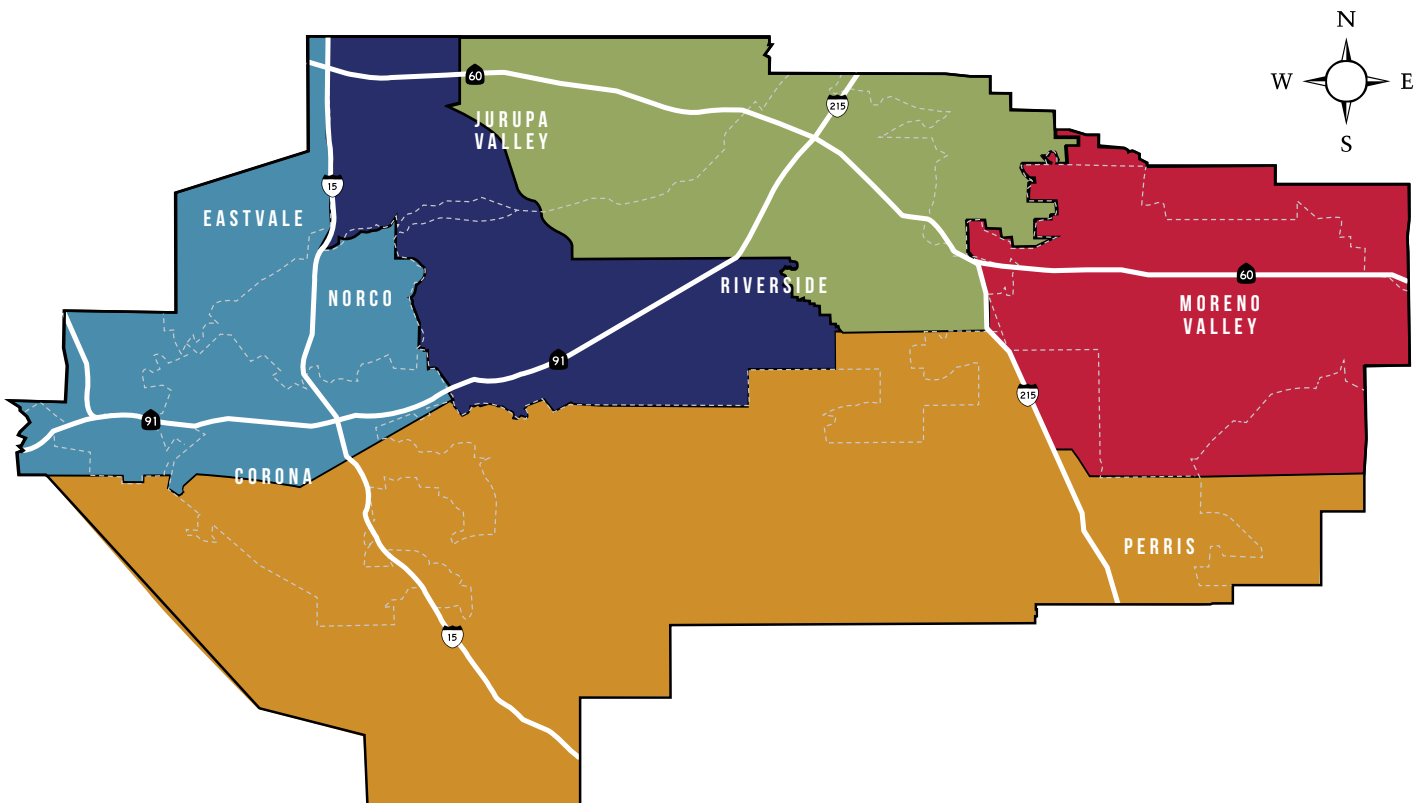 N
W E
S
60
215
JURUPA
VALLEY
15
EASTVALE
60
RIVERSIDE
NORCO
MORENO
VALLEY
91
215
91
CORONA
PERRIS
15